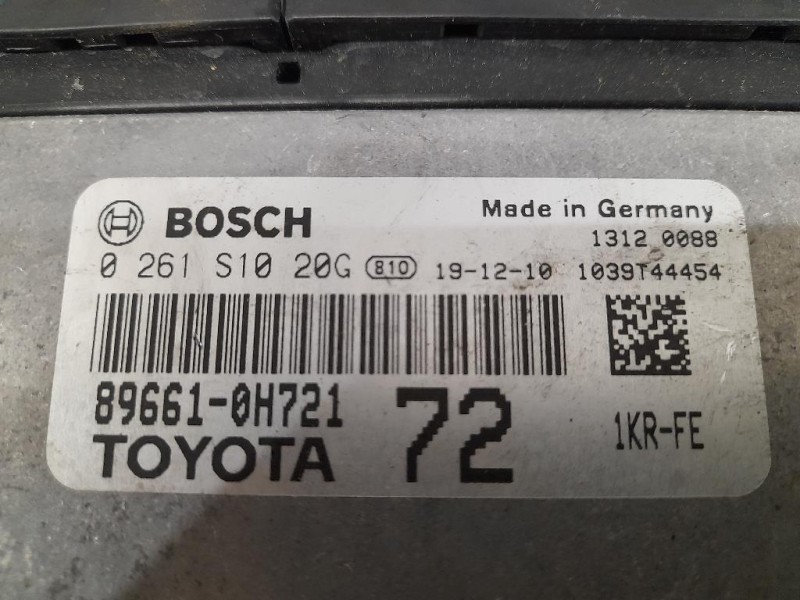 BOSCH Made in Germany
1312 0088
0 261 S10 20G 810 19-12-10 1039T44454
89661-0H721 72 1KR-FE
TOYOTA